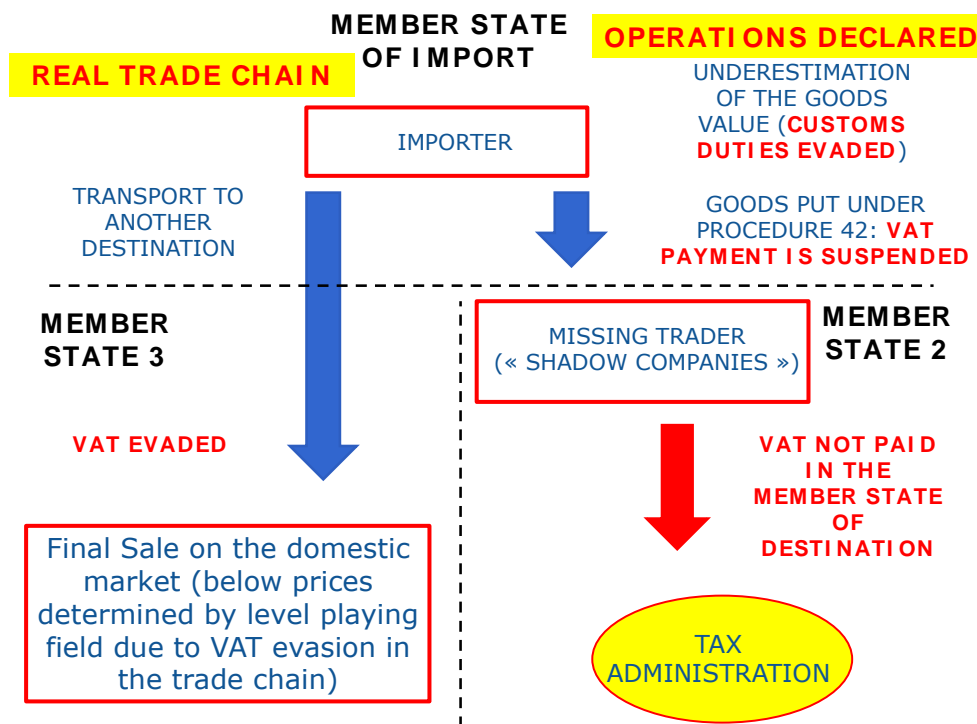 MEMBER STATE
OF IMPORT
OPERATIONS DECLARED
REAL TRADE CHAIN
UNDERESTIMATION
OF THE GOODS
VALUE (CUSTOMS
DUTIES EVADED)
IMPORTER
TRANSPORT TO
ANOTHER
DESTINATION
GOODS PUT UNDER
PROCEDURE 42: VAT
PAYMENT IS SUSPENDED
MEMBER
STATE 3
MISSING TRADER
(« SHADOW COMPANIES »)
MEMBER
STATE 2
VAT EVADED
VAT NOT PAID
IN THE
MEMBER STATE
OF
DESTINATION
Final Sale on the domestic
market (below prices
determined by level playing
field due to VAT evasion in
the trade chain)
TAX
ADMINISTRATION